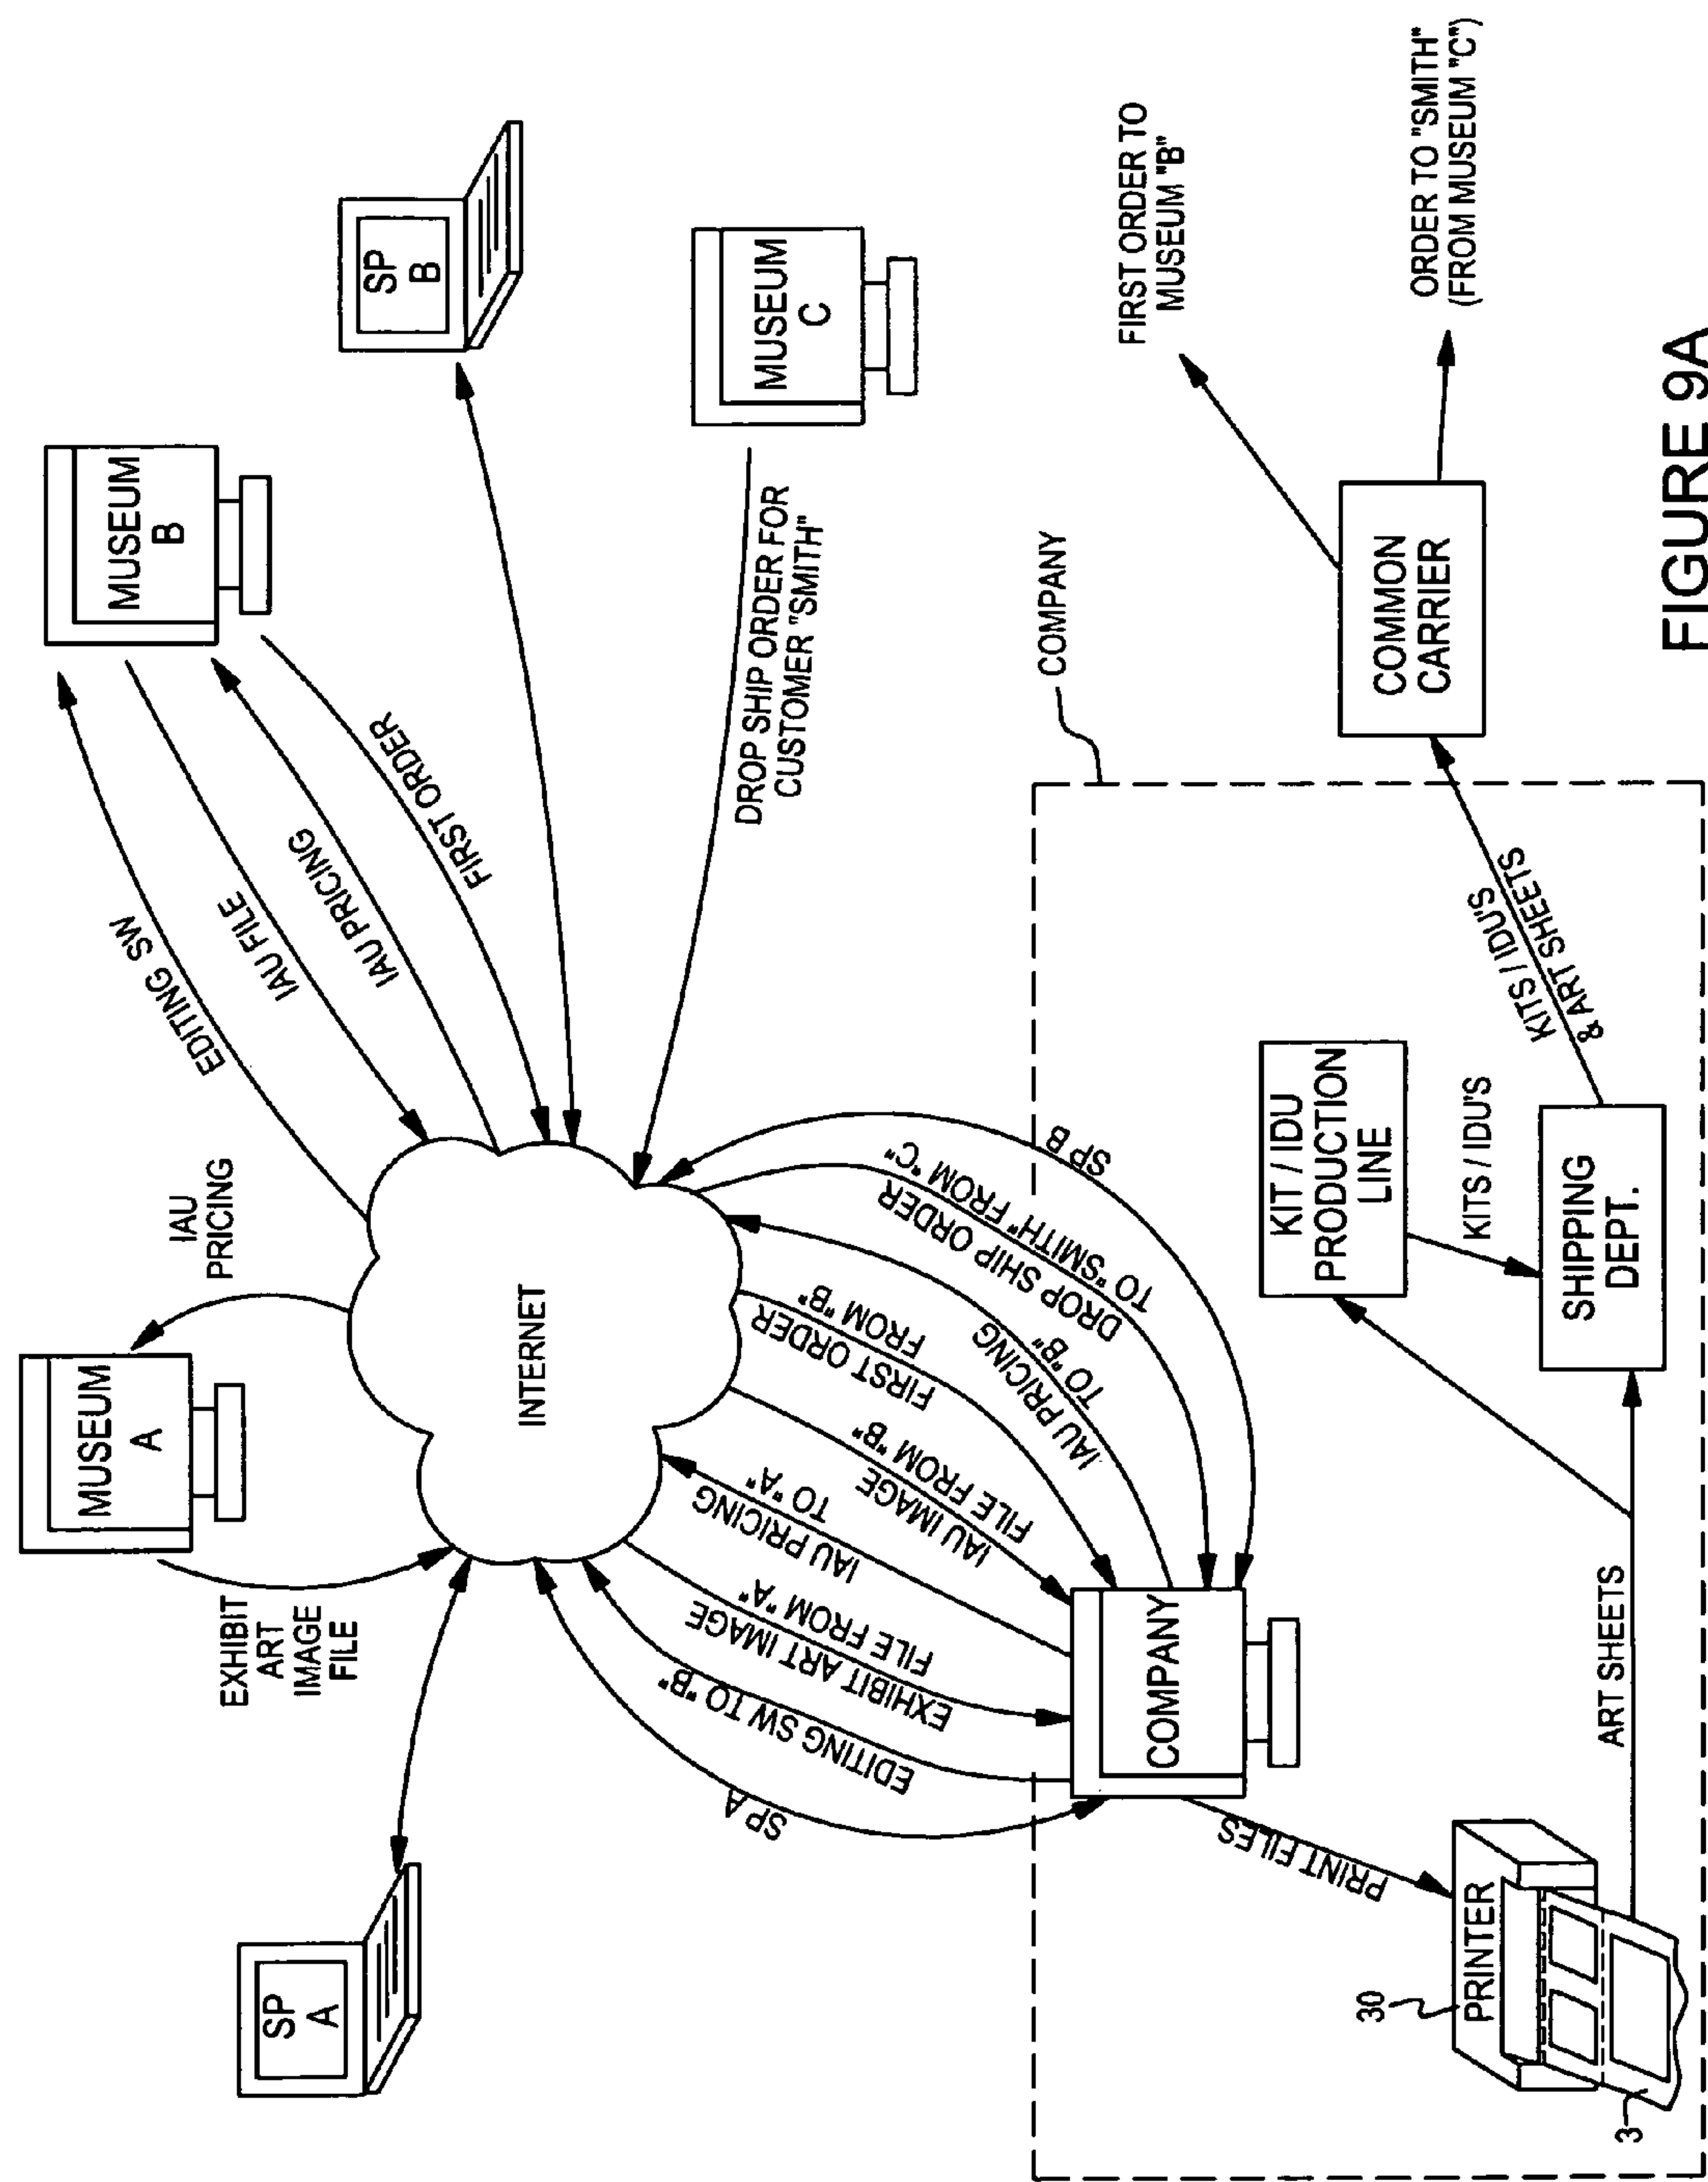 SP
A
MUSEUM
A
MUSEUM
B
SP
B
MUSEUM
C
EXHIBIT
ART
IMAGE
FILE
IAU
PRICING
EDITING SW
IAU FILE
IAU PRICING
FIRST ORDER
DROP SHIP ORDER FOR
CUSTOMER "SMITH"
INTERNET
SP A
EDITING SW TO "B"
EXHIBIT ART IMAGE
FILE FROM "A"
IAU PRICING
TO "A"
IAU IMAGE
FILE FROM "B"
FIRST ORDER
FROM "B"
IAU PRICING
TO "B"
DROP SHIP ORDER
TO "SMITH" FROM "C"
SP B
COMPANY
COMPANY
PRINT FILES
30
PRINTER
3
ART SHEETS
KIT / IDU
PRODUCTION
LINE
KITS / IDU'S
SHIPPING
DEPT.
KITS / IDU'S
& ART SHEETS
COMMON
CARRIER
FIRST ORDER TO
MUSEUM "B"
ORDER TO "SMITH"
(FROM MUSEUM "C")
FIGURE 9A